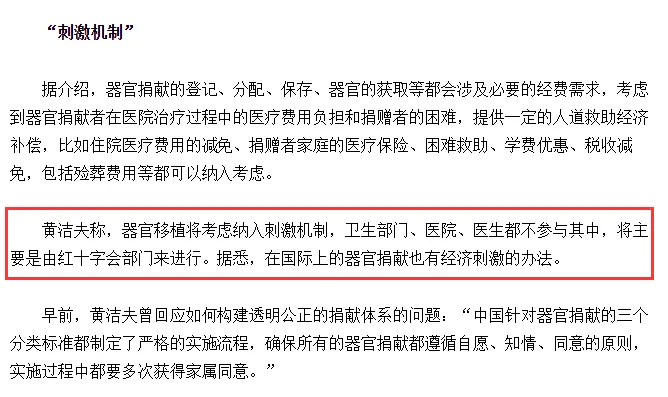 “刺激机制”
据介绍，器官捐献的登记、分配、保存、器官的获取等都会涉及必要的经费需求，考虑
到器官捐献者在医院治疗过程中的医疗费用负担和捐赠者的困难，提供一定的人道救助经济
补偿，比如住院医疗费用的减免、捐赠者家庭的医疗保险、困难救助、学费优惠、税收减
免，包括殓葬费用等都可以纳入考虑。
黄洁夫称，器官移植将考虑纳入刺激机制，卫生部门、医院、医生都不参与其中，将主
要是由红十字会部门来进行。据悉，在国际上的器官捐献也有经济刺激的办法。
早前，黄洁夫曾回应如何构建透明公正的捐献体系的问题：“中国针对器官捐献的三个
分类标准都制定了严格的实施流程，确保所有的器官捐献都遵循自愿、知情、同意的原则，
实施过程中都要多次获得家属同意。”